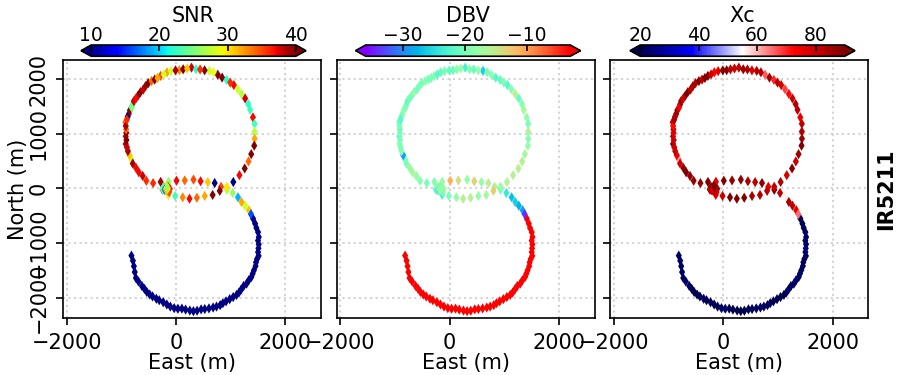 SNR DBV Xc
10 20 30 40 −30 −20 −10 20 40 60 80
2000
1000
0
−1000
−2000
North (m)
IR5211
−2000 0 2000 −2000 0 2000 −2000 0 2000
East (m) East (m) East (m)